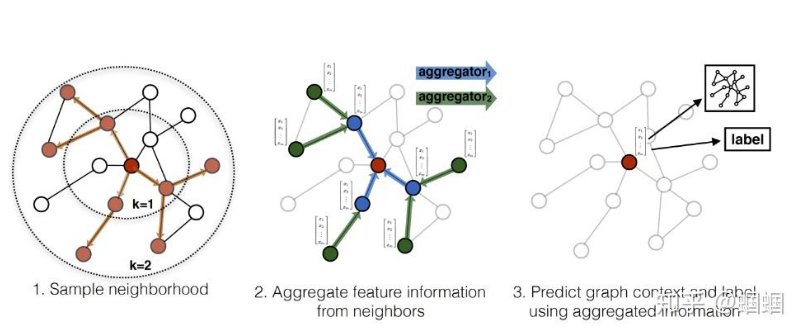 aggregator₁
aggregator₂
label
k=1
k=2
1. Sample neighborhood
2. Aggregate feature information
from neighbors
3. Predict graph context and label
using aggregated information
知乎 @蝈蝈